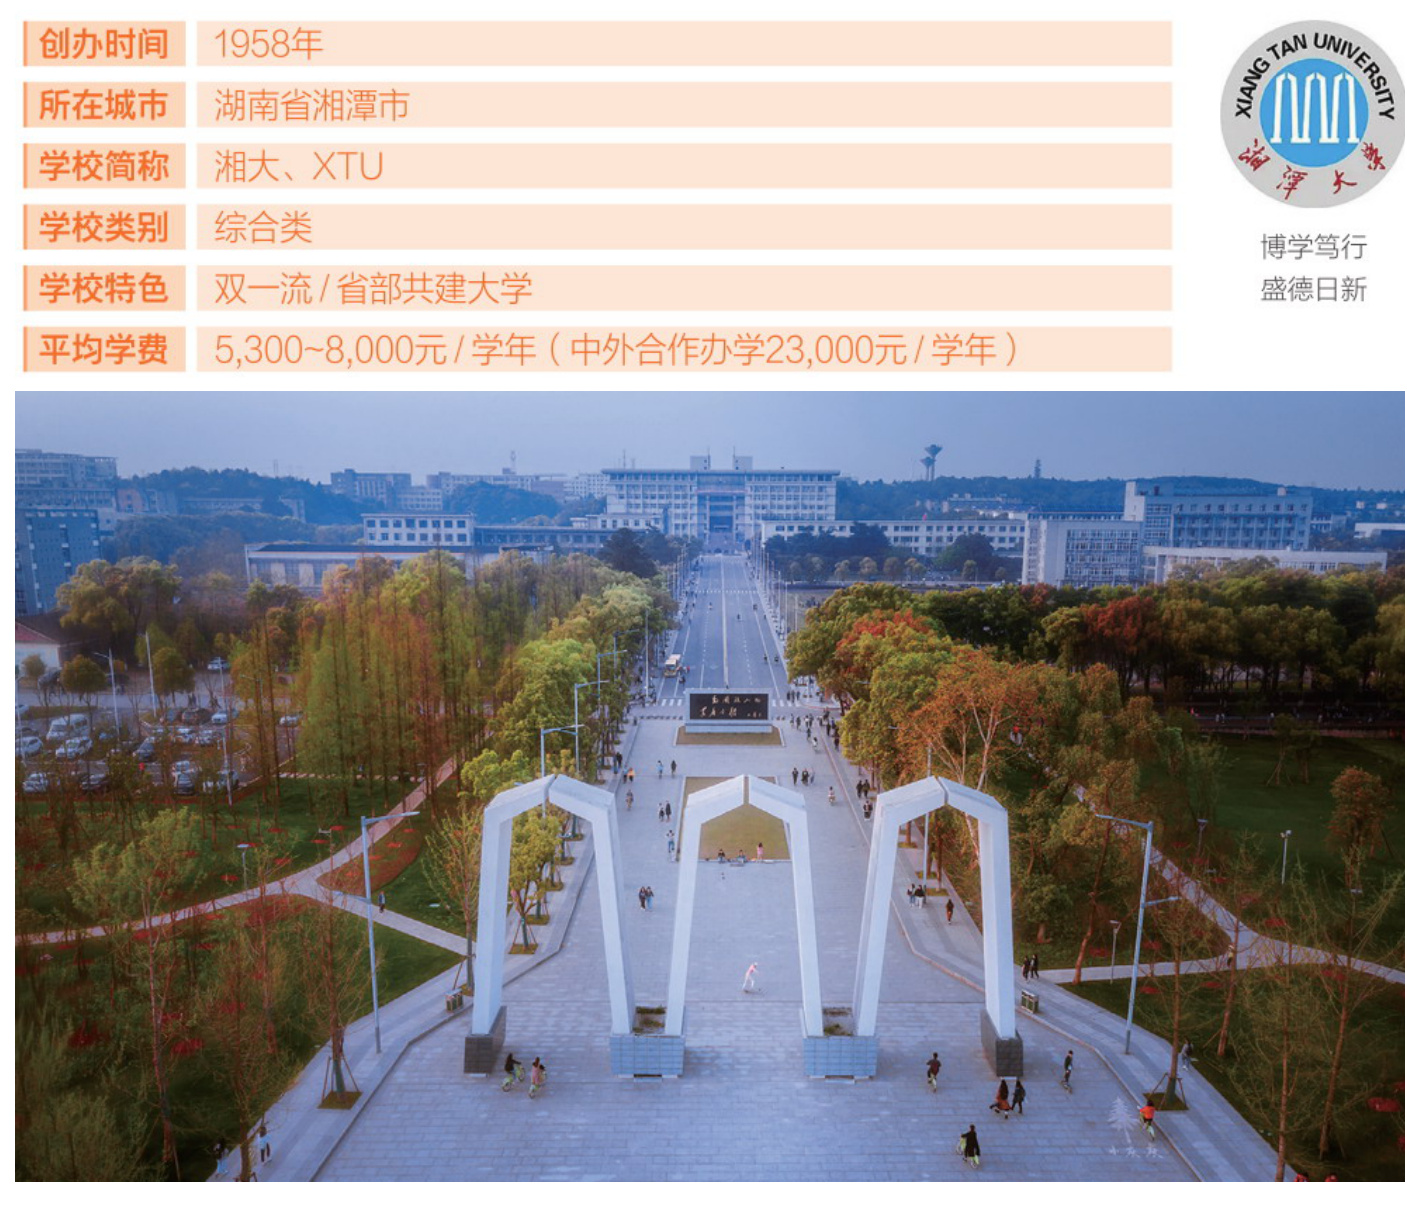 创办时间 1958年
所在城市 湖南省湘潭市
学校简称 湘大、XTU
学校类别 综合类
学校特色 双一流 / 省部共建大学
平均学费 5,300~8,000元 / 学年（中外合作办学23,000元 / 学年）
XIANG TAN UNIVERSITY
湘潭大学
博学笃行
盛德日新